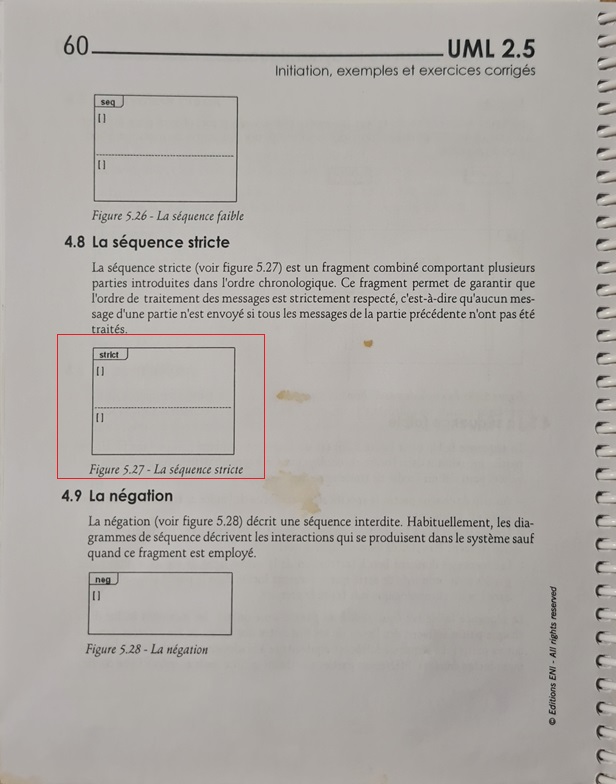 60 UML 2.5
Initiation, exemples et exercices corrigés
seq
[]
[]
Figure 5.26 - La séquence faible
4.8 La séquence stricte
La séquence stricte (voir figure 5.27) est un fragment combiné comportant plusieurs
parties introduites dans l'ordre chronologique. Ce fragment permet de garantir que
l'ordre de traitement des messages est strictement respecté, c'est-à-dire qu'aucun mes-
sage d'une partie n'est envoyé si tous les messages de la partie précédente n'ont pas été
traités.
strict
[]
[]
Figure 5.27 - La séquence stricte
4.9 La négation
La négation (voir figure 5.28) décrit une séquence interdite. Habituellement, les dia-
grammes de séquence décrivent les interactions qui se produisent dans le système sauf
quand ce fragment est employé.
neg
[]
Figure 5.28 - La négation
© Editions ENI - All rights reserved